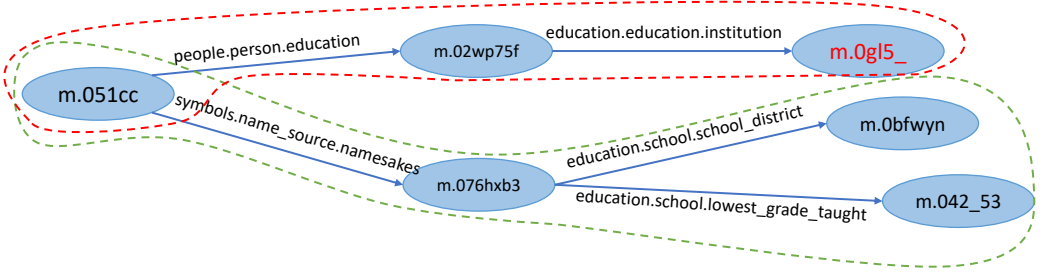 people.person.education
education.education.institution
m.02wp75f
m.0gl5_
m.051cc
symbols.name_source.namesakes
education.school.school_district
m.0bfwyn
m.076hxb3
education.school.lowest_grade_taught
m.042_53